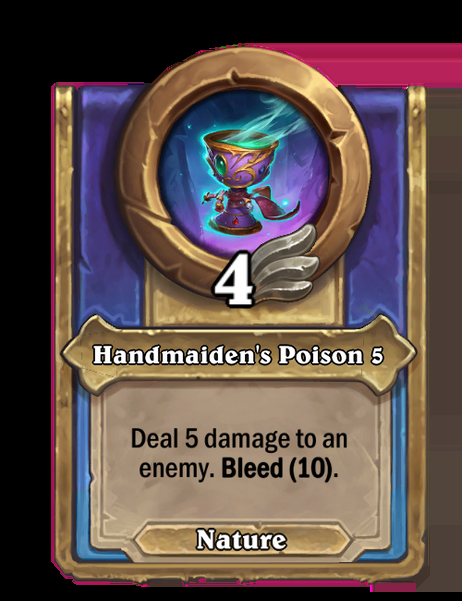 4
Handmaiden's Poison 5
Deal 5 damage to an
enemy. Bleed (10).
Nature